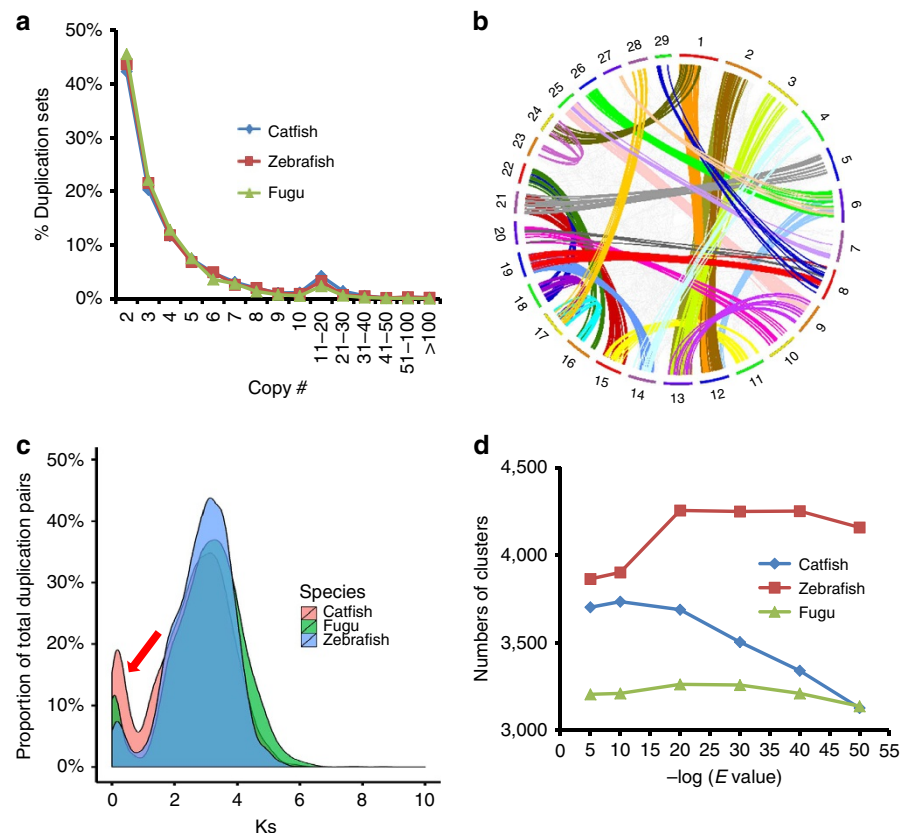 a
50%
40%
30%
20%
10%
0%
% Duplication sets
Catfish
Zebrafish
Fugu
2
3
4
5
6
7
8
9
10
11–20
21–30
31–40
41–50
51–100
>100
Copy #
b
1
2
3
4
5
6
7
8
9
10
11
12
13
14
15
16
17
18
19
20
21
22
23
24
25
26
27
28
29
c
50%
40%
30%
20%
10%
0%
Proportion of total duplication pairs
Species
Catfish
Fugu
Zebrafish
0 2 4 6 8 10
Ks
d
4,500
4,000
3,500
3,000
Numbers of clusters
Catfish
Zebrafish
Fugu
0 5 10 15 20 25 30 35 40 45 50 55
–log (E value)